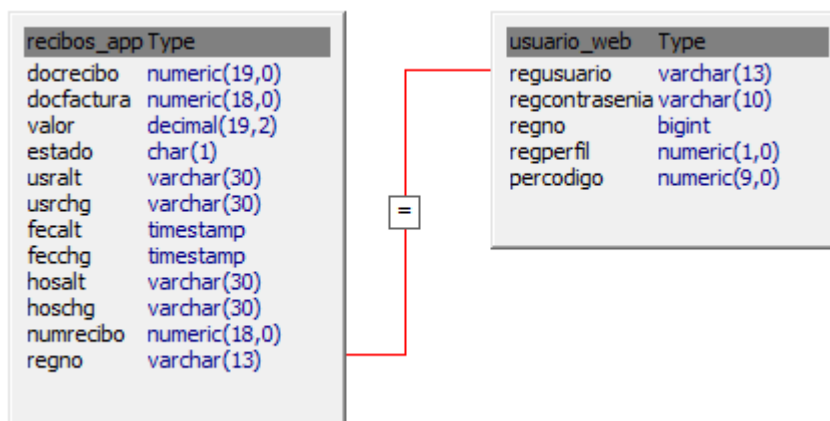 recibos_app Type
docrecibo numeric(19,0)
docfactura numeric(18,0)
valor decimal(19,2)
estado char(1)
usralt varchar(30)
usrchg varchar(30)
fecalt timestamp
fecchg timestamp
hosalt varchar(30)
hoschg varchar(30)
numrecibo numeric(18,0)
regno varchar(13)
=
usuario_web Type
regusuario varchar(13)
regcontrasenia varchar(10)
regno bigint
regperfil numeric(1,0)
percodigo numeric(9,0)